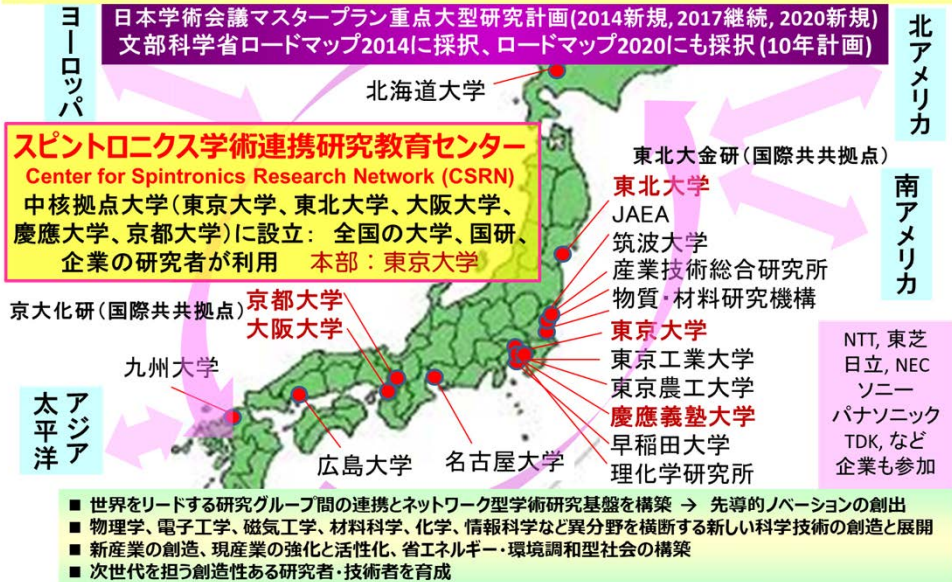 日本学術会議マスタープラン重点大型研究計画(2014新規, 2017継続, 2020新規)
文部科学省ロードマップ2014に採択、ロードマップ2020にも採択 (10年計画)
ヨーロッパ
北アメリカ
北海道大学
スピントロニクス学術連携研究教育センター
Center for Spintronics Research Network (CSRN)
中核拠点大学(東京大学、東北大学、大阪大学、
慶應大学、京都大学)に設立: 全国の大学、国研、
企業の研究者が利用 本部：東京大学
東北大金研(国際共共拠点)
東北大学
JAEA
筑波大学
産業技術総合研究所
物質・材料研究機構
南アメリカ
京大化研(国際共共拠点)
京都大学
大阪大学
東京大学
東京工業大学
東京農工大学
慶應義塾大学
早稲田大学
理化学研究所
九州大学
広島大学
名古屋大学
アジア
太平洋
NTT, 東芝
日立, NEC
ソニー
パナソニック
TDK, など
企業も参加
■ 世界をリードする研究グループ間の連携とネットワーク型学術研究基盤を構築 → 先導的ノベーションの創出
■ 物理学、電子工学、磁気工学、材料科学、化学、情報科学など異分野を横断する新しい科学技術の創造と展開
■ 新産業の創造、現産業の強化と活性化、省エネルギー・環境調和型社会の構築
■ 次世代を担う創造性ある研究者・技術者を育成